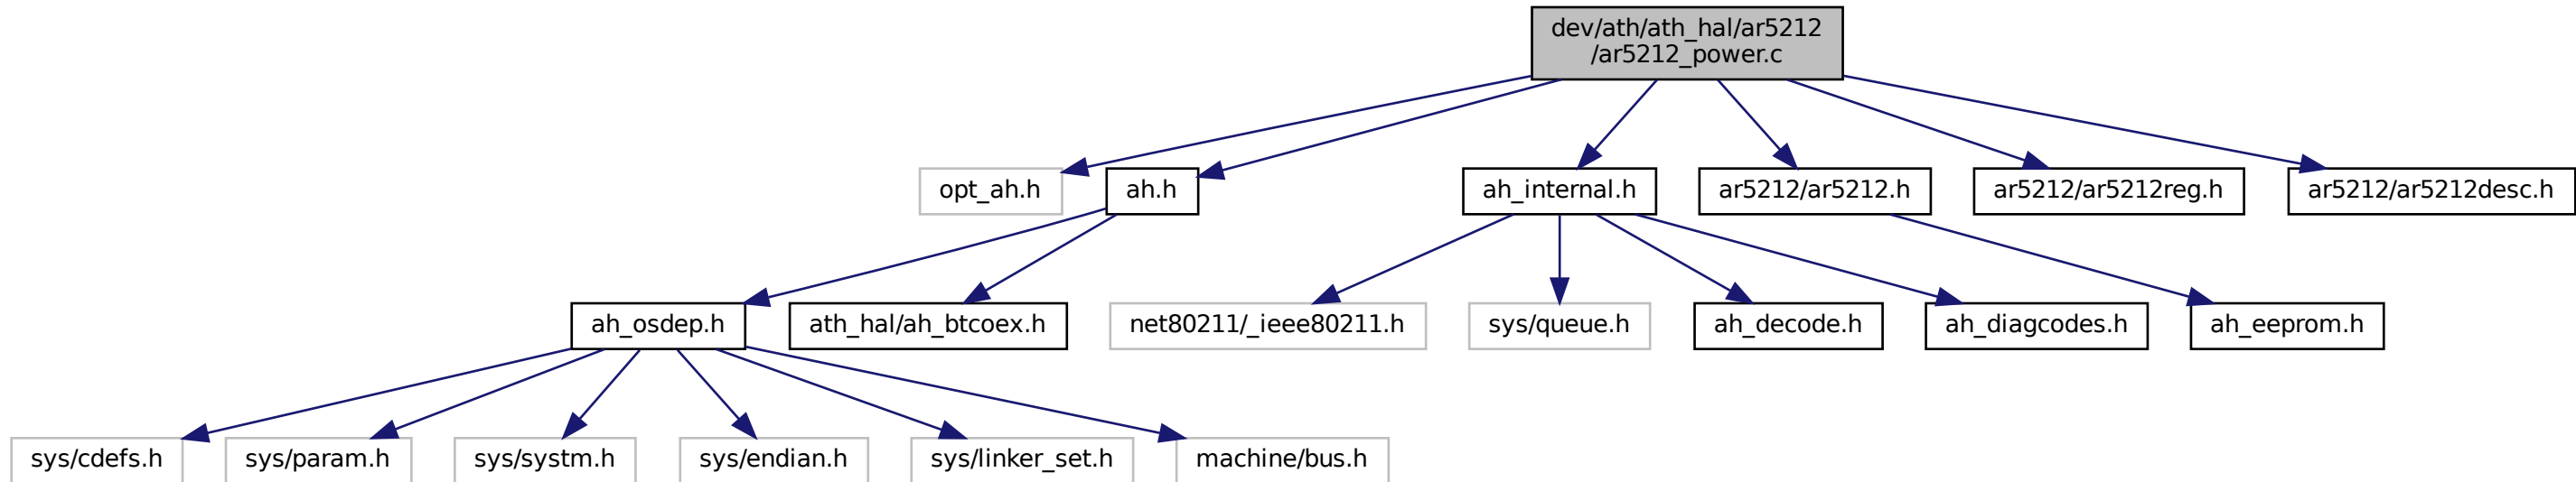 dev/ath/ath_hal/ar5212
/ar5212_power.c
opt_ah.h
ah.h
ah_internal.h
ar5212/ar5212.h
ar5212/ar5212reg.h
ar5212/ar5212desc.h
ah_osdep.h
ath_hal/ah_btcoex.h
net80211/_ieee80211.h
sys/queue.h
ah_decode.h
ah_diagcodes.h
ah_eeprom.h
sys/cdefs.h
sys/param.h
sys/systm.h
sys/endian.h
sys/linker_set.h
machine/bus.h